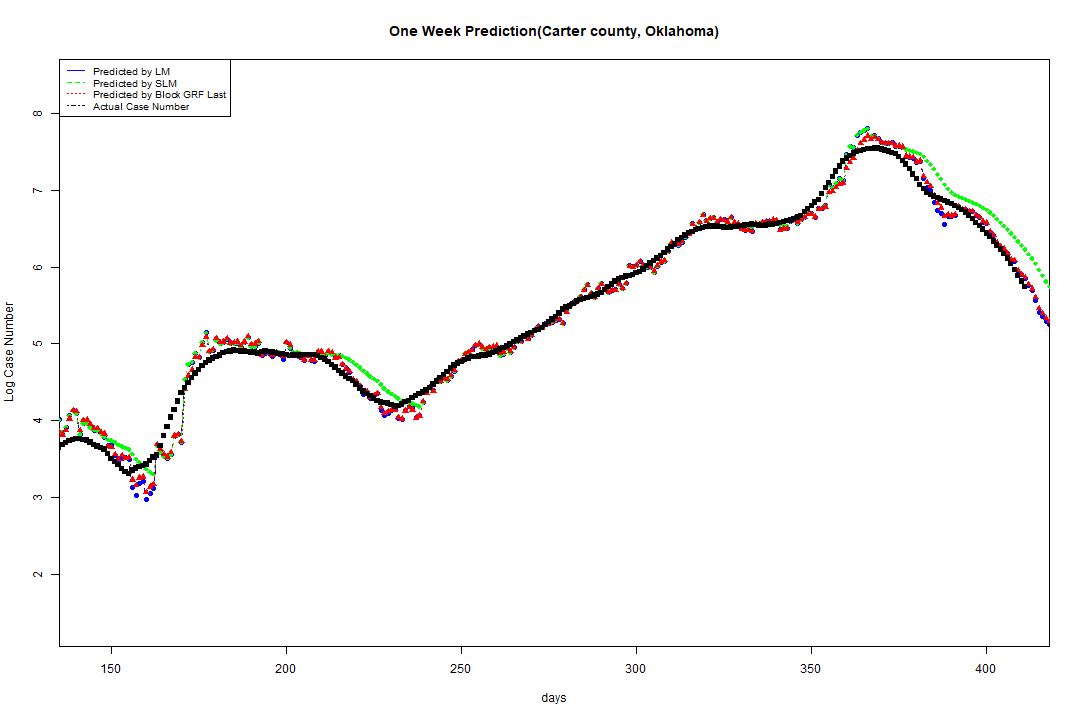 One Week Prediction(Carter county, Oklahoma)
Predicted by LM
Predicted by SLM
Predicted by Block GRF Last
Actual Case Number
Log Case Number
8
7
6
5
4
3
2
150 200 250 300 350 400
days